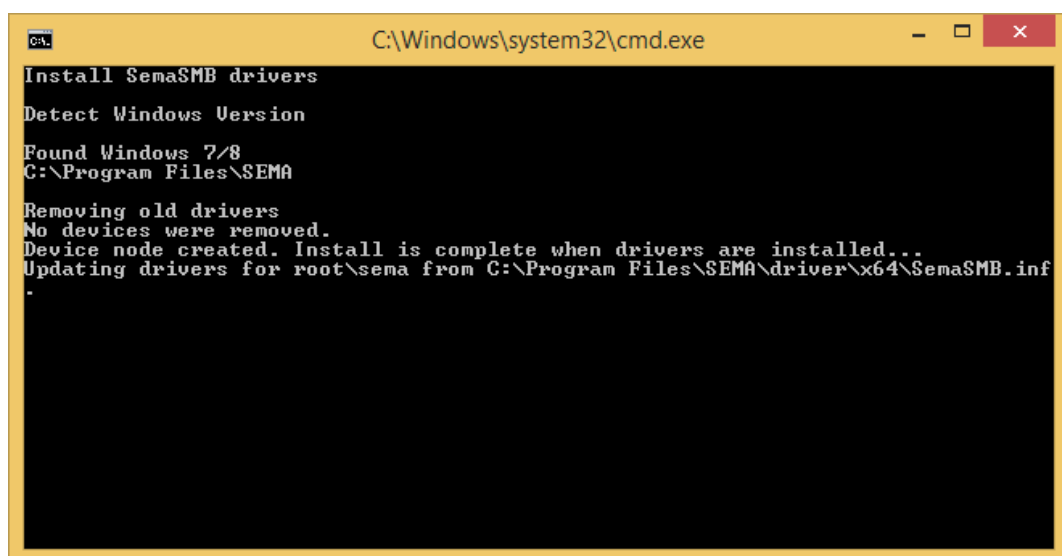 C:\Windows\system32\cmd.exe
Install SemaSMB drivers
Detect Windows Version
Found Windows 7/8
C:\Program Files\SEMA
Removing old drivers
No devices were removed.
Device node created. Install is complete when drivers are installed...
Updating drivers for root\sema from C:\Program Files\SEMA\driver\x64\SemaSMB.inf
.